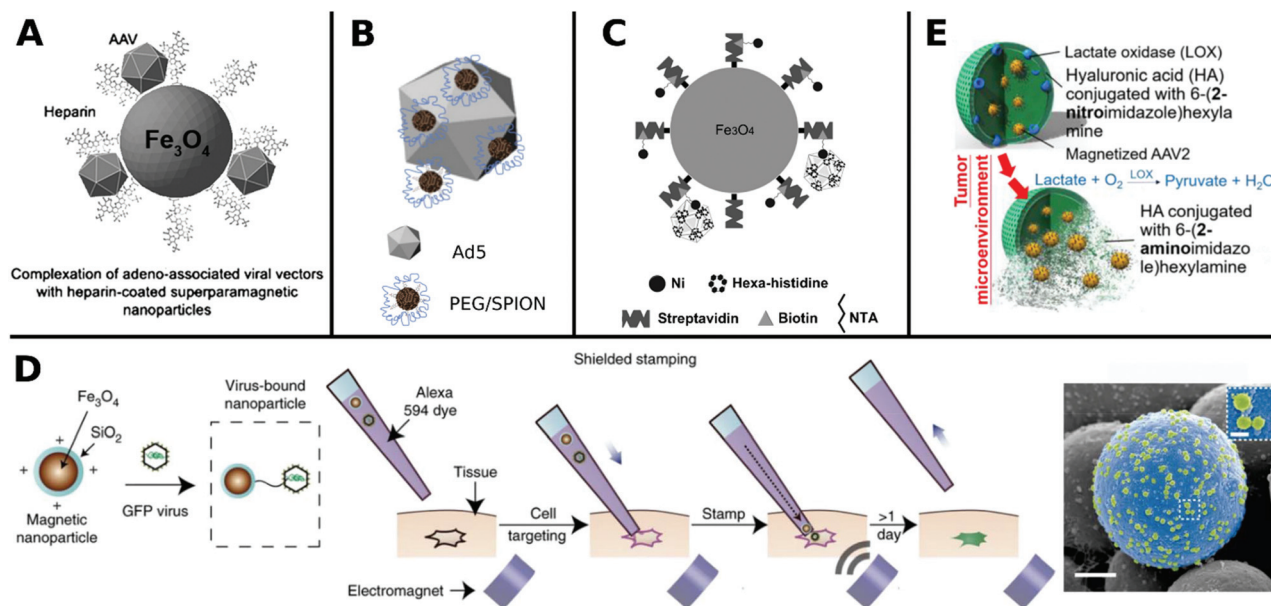 A
AAV
Heparin
Fe3O4
Complexation of adeno-associated viral vectors
with heparin-coated superparamagnetic
nanoparticles
B
Ad5
PEG/SPION
C
Fe3O4
Ni
Hexa-histidine
Streptavidin
Biotin
NTA
E
Lactate oxidase (LOX)
Hyaluronic acid (HA)
conjugated with 6-(2-
nitroimidazole)hexyla
mine
Magnetized AAV2
Tumor
microenvironment
Lactate + O2 LOX Pyruvate + H2O
HA conjugated
with 6-(2-
aminoimidazo
le)hexylamine
D
Fe3O4
SiO2
+
+
+
+
Magnetic
nanoparticle
GFP virus
Virus-bound
nanoparticle
Shielded stamping
Alexa
594 dye
Tissue
Electromagnet
Cell
targeting
Stamp
>1
day